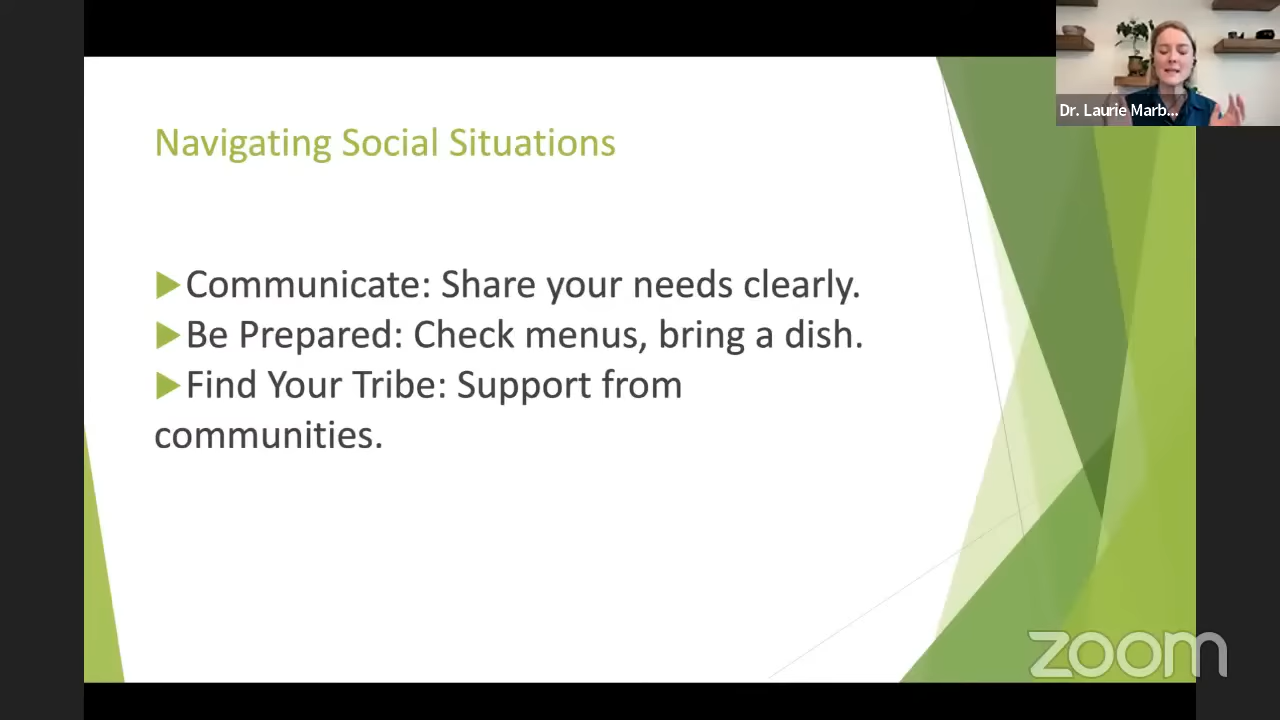 Dr. Laurie Marb...
Navigating Social Situations
Communicate: Share your needs clearly.
Be Prepared: Check menus, bring a dish.
Find Your Tribe: Support from
communities.
zoom